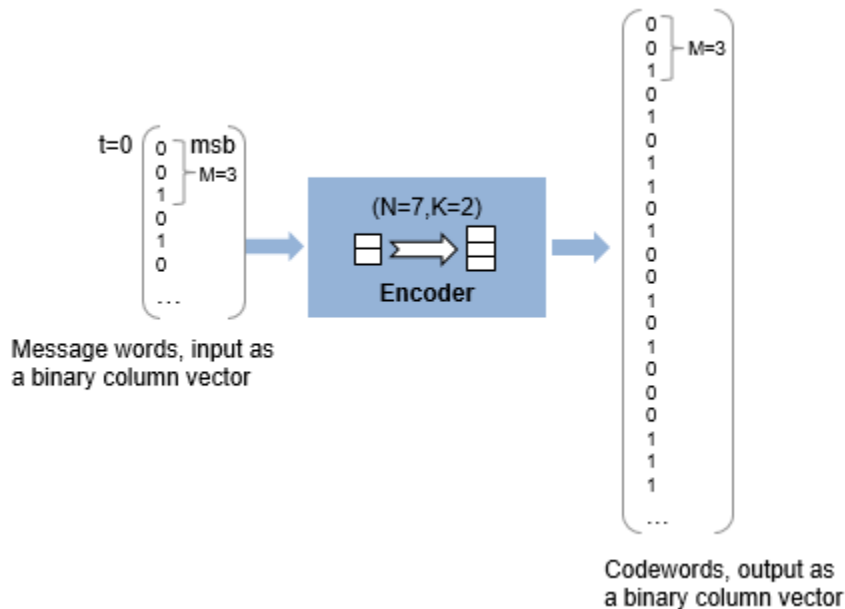 t=0
0 msb
0
M=3
1
0
1
0
...
Message words, input as
a binary column vector
(N=7,K=2)
Encoder
0
0
M=3
1
0
1
0
1
1
0
1
0
0
1
0
1
0
0
0
1
1
1
...
Codewords, output as
a binary column vector